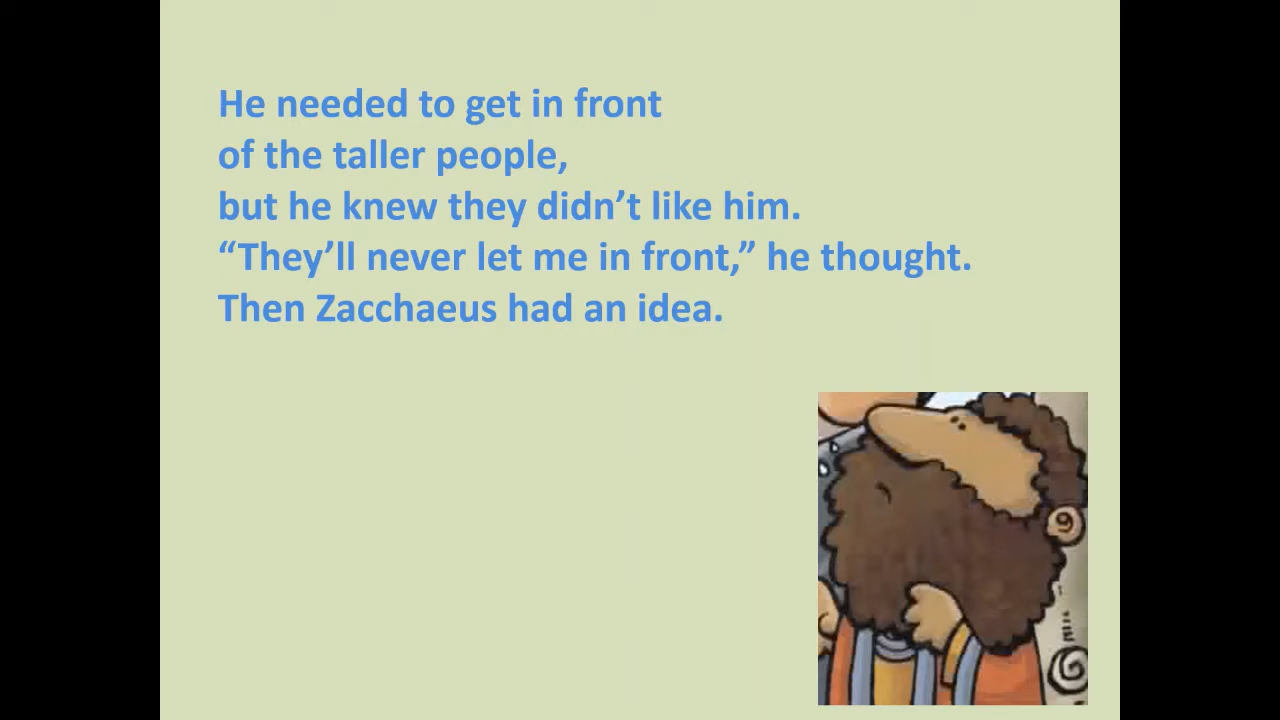 He needed to get in front
of the taller people,
but he knew they didn’t like him.
“They’ll never let me in front,” he thought.
Then Zacchaeus had an idea.